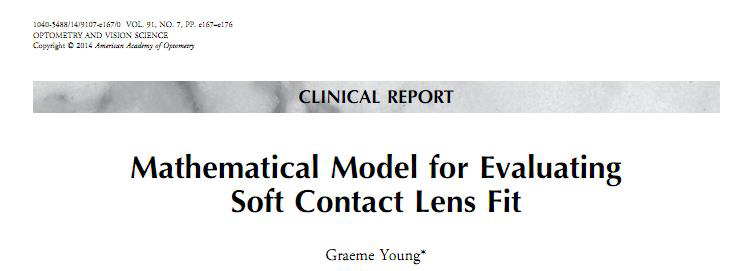 1040-5488/14/9107-e167/0 VOL. 91, NO. 7, PP. e167–e176
OPTOMETRY AND VISION SCIENCE
Copyright © 2014 American Academy of Optometry
CLINICAL REPORT
Mathematical Model for Evaluating
Soft Contact Lens Fit
Graeme Young*